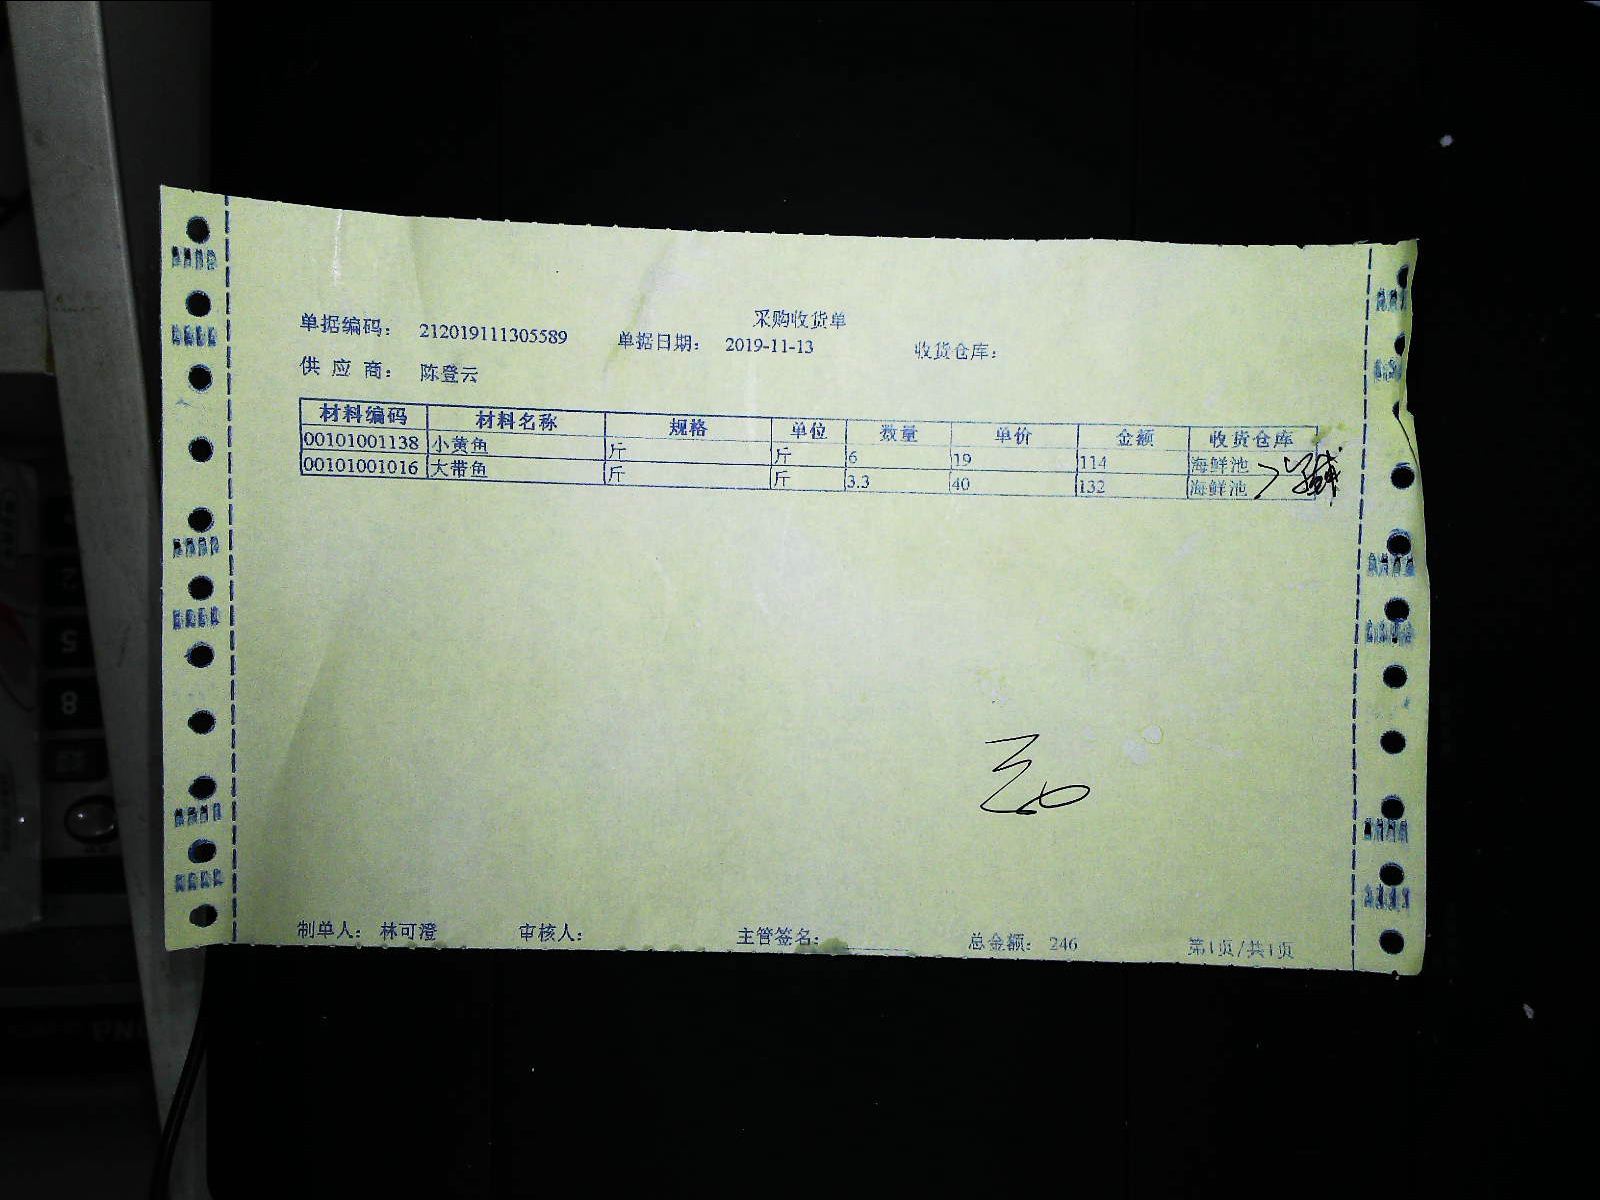 采购收货单
单据编码： 212019111305589 单据日期： 2019-11-13 收货仓库：
供 应 商： 陈登云
材料编码 材料名称 规格 单位 数量 单价 金额 收货仓库
00101001138 小黄鱼 斤 斤 6 19 114 海鲜池
00101001016 大带鱼 斤 斤 3.3 40 132 海鲜池
制单人： 林可澄 审核人： 主管签名： 总金额： 246 第1页/共1页